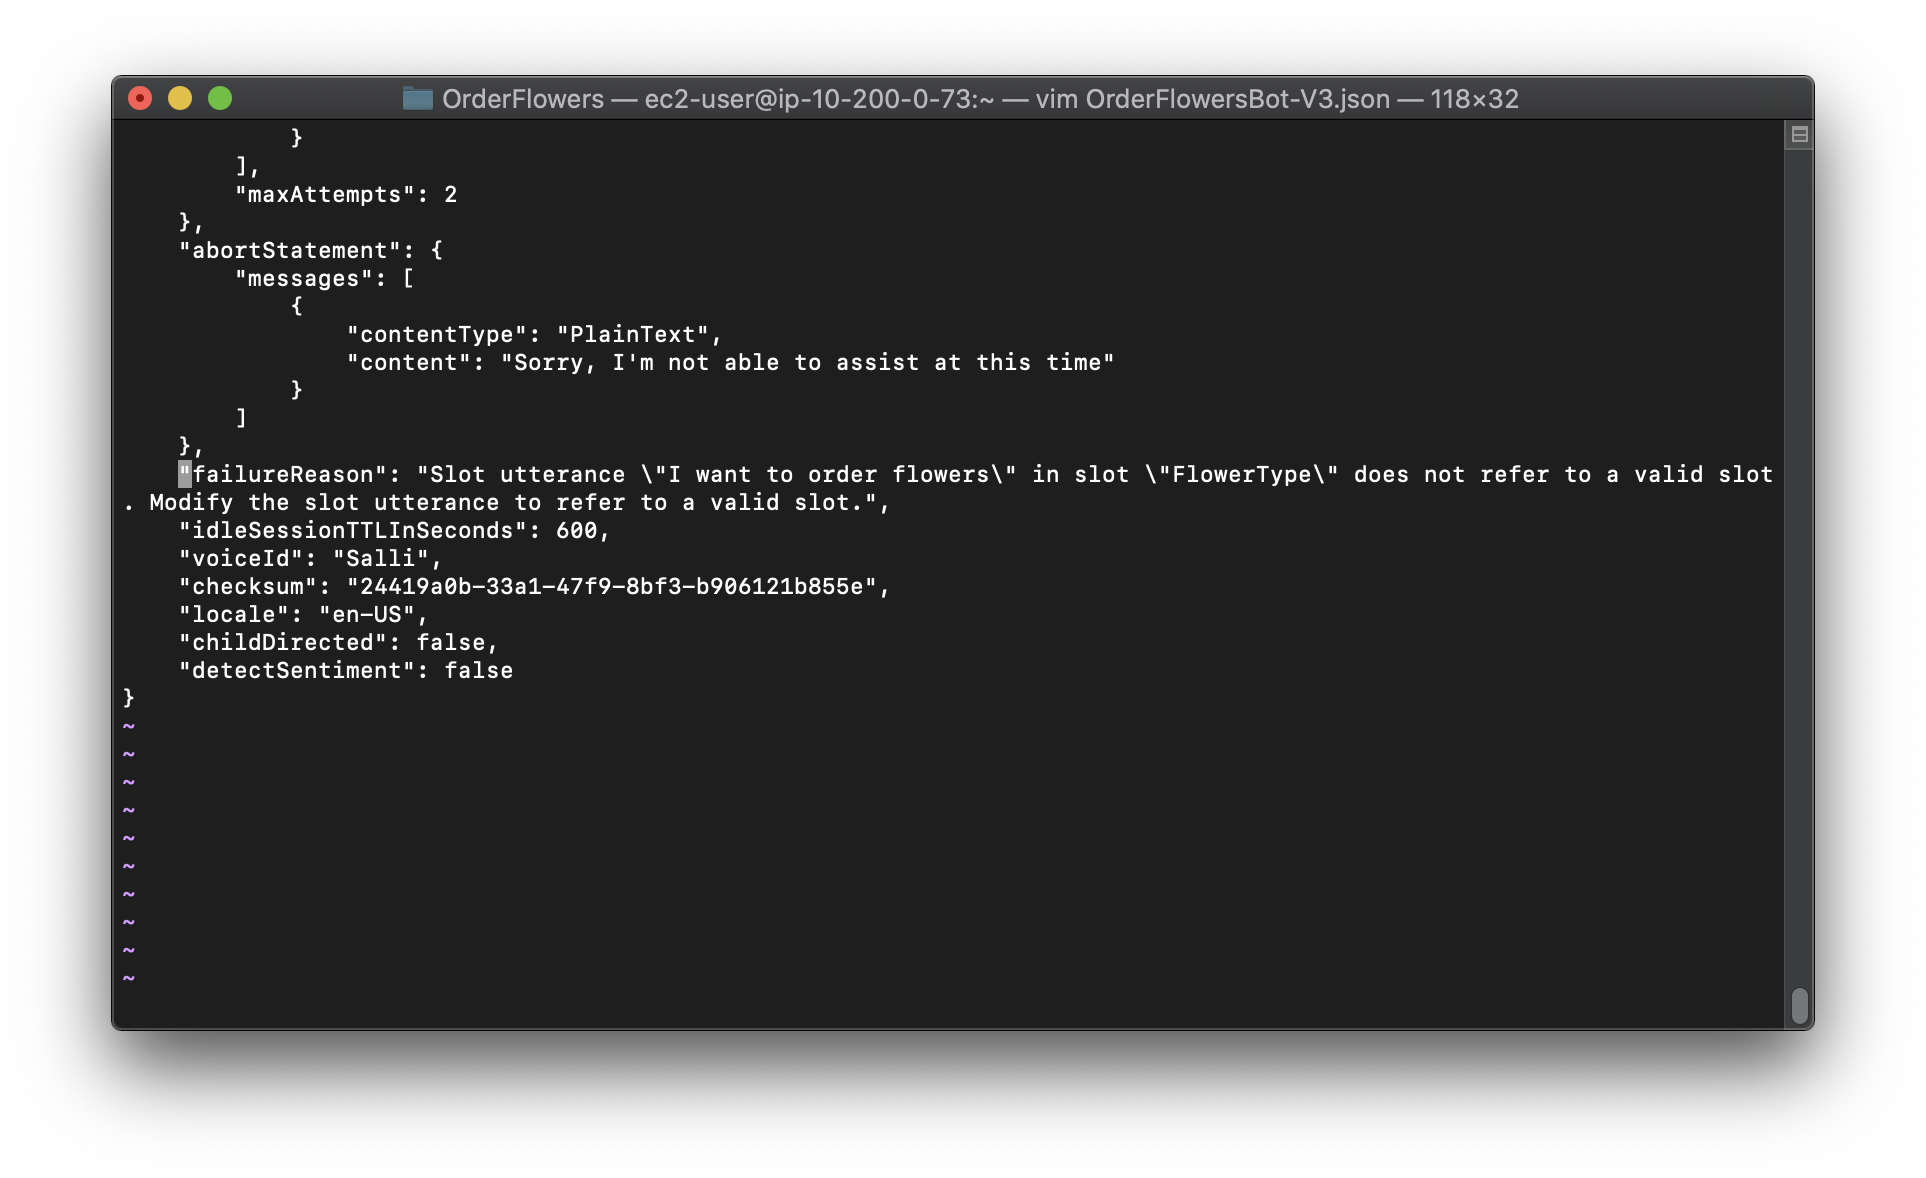 OrderFlowers — ec2-user@ip-10-200-0-73:~ — vim OrderFlowersBot-V3.json — 118×32
            }
        ],
        "maxAttempts": 2
    },
    "abortStatement": {
        "messages": [
            {
                "contentType": "PlainText",
                "content": "Sorry, I'm not able to assist at this time"
            }
        ]
    },
    "failureReason": "Slot utterance \"I want to order flowers\" in slot \"FlowerType\" does not refer to a valid slot
. Modify the slot utterance to refer to a valid slot.",
    "idleSessionTTLInSeconds": 600,
    "voiceId": "Salli",
    "checksum": "24419a0b-33a1-47f9-8bf3-b906121b855e",
    "locale": "en-US",
    "childDirected": false,
    "detectSentiment": false
}
~
~
~
~
~
~
~
~
~
~